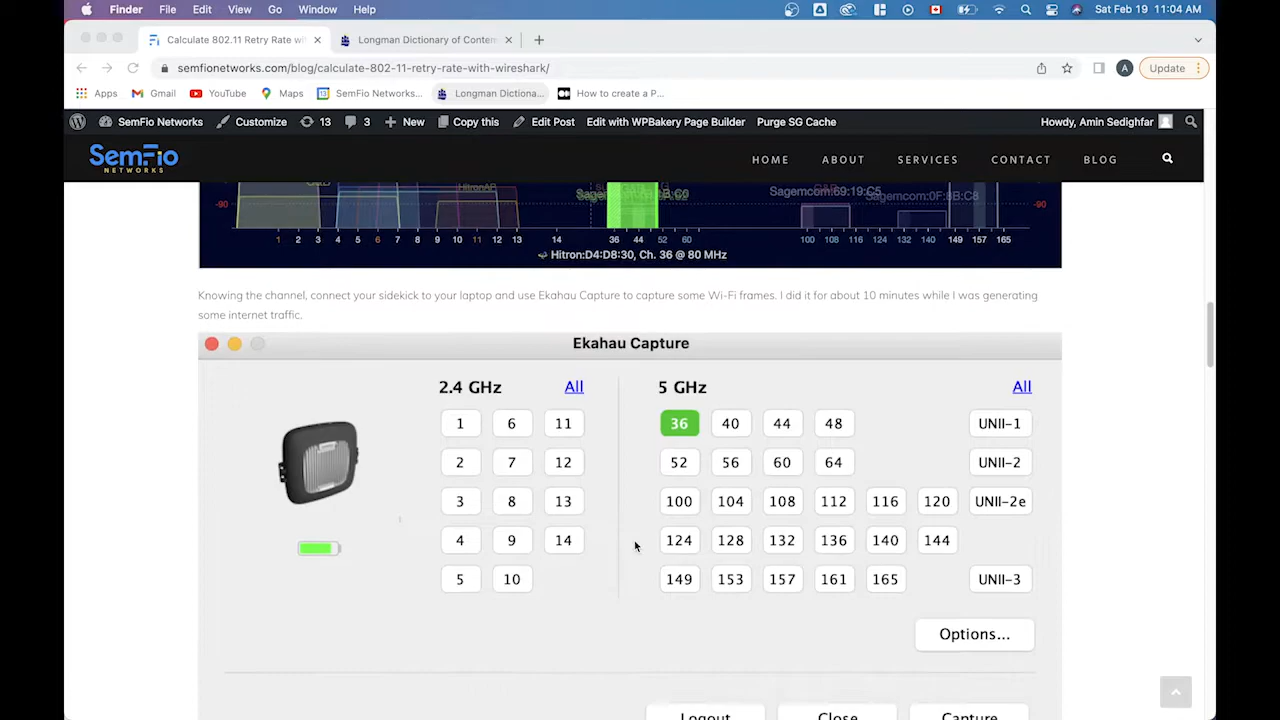 Finder File Edit View Go Window Help Sat Feb 19 11:04 AM
Calculate 802.11 Retry Rate wi Longman Dictionary of Contem
semfionetworks.com/blog/calculate-802-11-retry-rate-with-wireshark/ A Update
Apps Gmail YouTube Maps SemFio Networks... Longman Dictiona... How to create a P...
SemFio Networks Customize 13 3 New Copy this Edit Post Edit with WPBakery Page Builder Purge SG Cache Howdy, Amin Sedighfar
SemFio
NETWORKS
HOME ABOUT SERVICES CONTACT BLOG
HitronAP Sagemcom:69:19:C5
Sagemcom:0F:8B:C8
-90 -90
1 2 3 4 5 6 7 8 9 10 11 12 13 14 36 44 52 60 100 108 116 124 132 140 149 157 165
Hitron:D4:D8:30, Ch. 36 @ 80 MHz
Knowing the channel, connect your sidekick to your laptop and use Ekahau Capture to capture some Wi-Fi frames. I did it for about 10 minutes while I was generating
some internet traffic.
Ekahau Capture
2.4 GHz All 5 GHz All
1 6 11 36 40 44 48 UNII-1
2 7 12 52 56 60 64 UNII-2
3 8 13 100 104 108 112 116 120 UNII-2e
4 9 14 124 128 132 136 140 144
5 10 149 153 157 161 165 UNII-3
Options...
Logout Close Capture